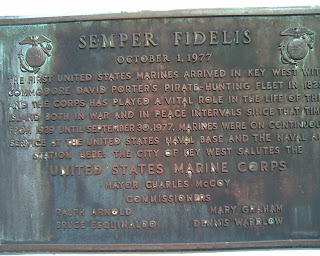 SEMPER FIDELIS
OCTOBER 1, 1977
THE FIRST UNITED STATES MARINES ARRIVED IN KEY WEST WITH
COMMODORE DAVID PORTER'S PIRATE-HUNTING FLEET IN
AND THE CORPS HAS PLAYED A VITAL ROLE IN THE LIFE OF THE
ISLAND BOTH IN WAR AND IN PEACE INTERVALS SINCE THAT TIME.
FROM UNTIL SEPTEMBER 30, 1977, MARINES WERE ON CONTINUOUS
SERVICE AT THE UNITED STATES NAVAL BASE AND THE NAVAL AIR
STATION. THE CITY OF KEY WEST SALUTES THE
UNITED STATES MARINE CORPS
MAYOR CHARLES McCOY
COMMISSIONERS
RALPH ARNOLD MARY GRAHAM
BRUCE ESQUINALDO DENNIS WARDLOW